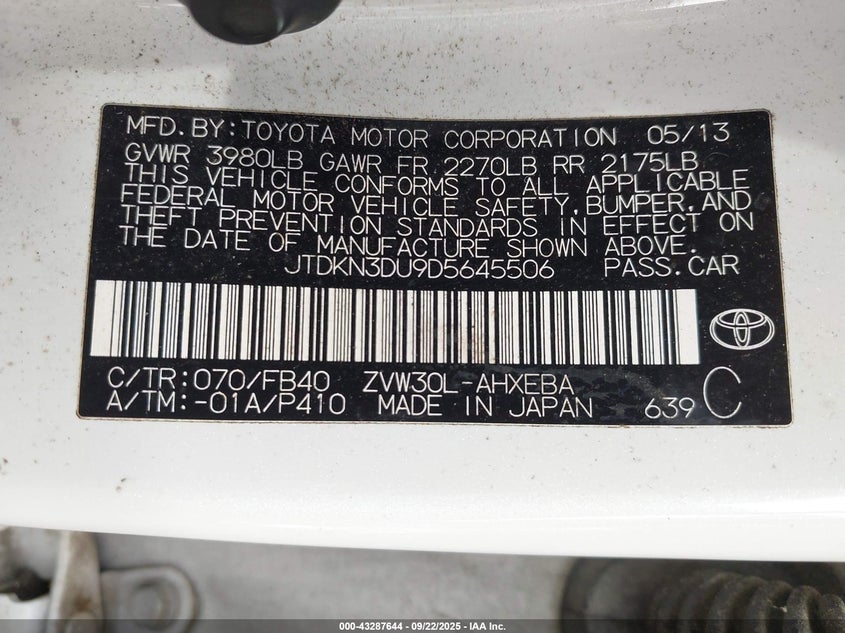 MFD.BY:TOYOTA MOTOR CORPORATION 05/13
GVWR 3980LB GAWR FR 2270LB RR 2175LB
THIS VEHICLE CONFORMS TO ALL APPLICABLE
FEDERAL MOTOR VEHICLE SAFETY,BUMPER,AND
THEFT PREVENTION STANDARDS IN EFFECT ON
THE DATE OF MANUFACTURE SHOWN ABOVE.
JTDKN3DU9D5645506 PASS.CAR
C/TR:070/FB40 ZVW30L-AHXEBA
A/TM:-01A/P410 MADE IN JAPAN 639 C
000-43287644 | 09/22/2025 - IAA Inc.